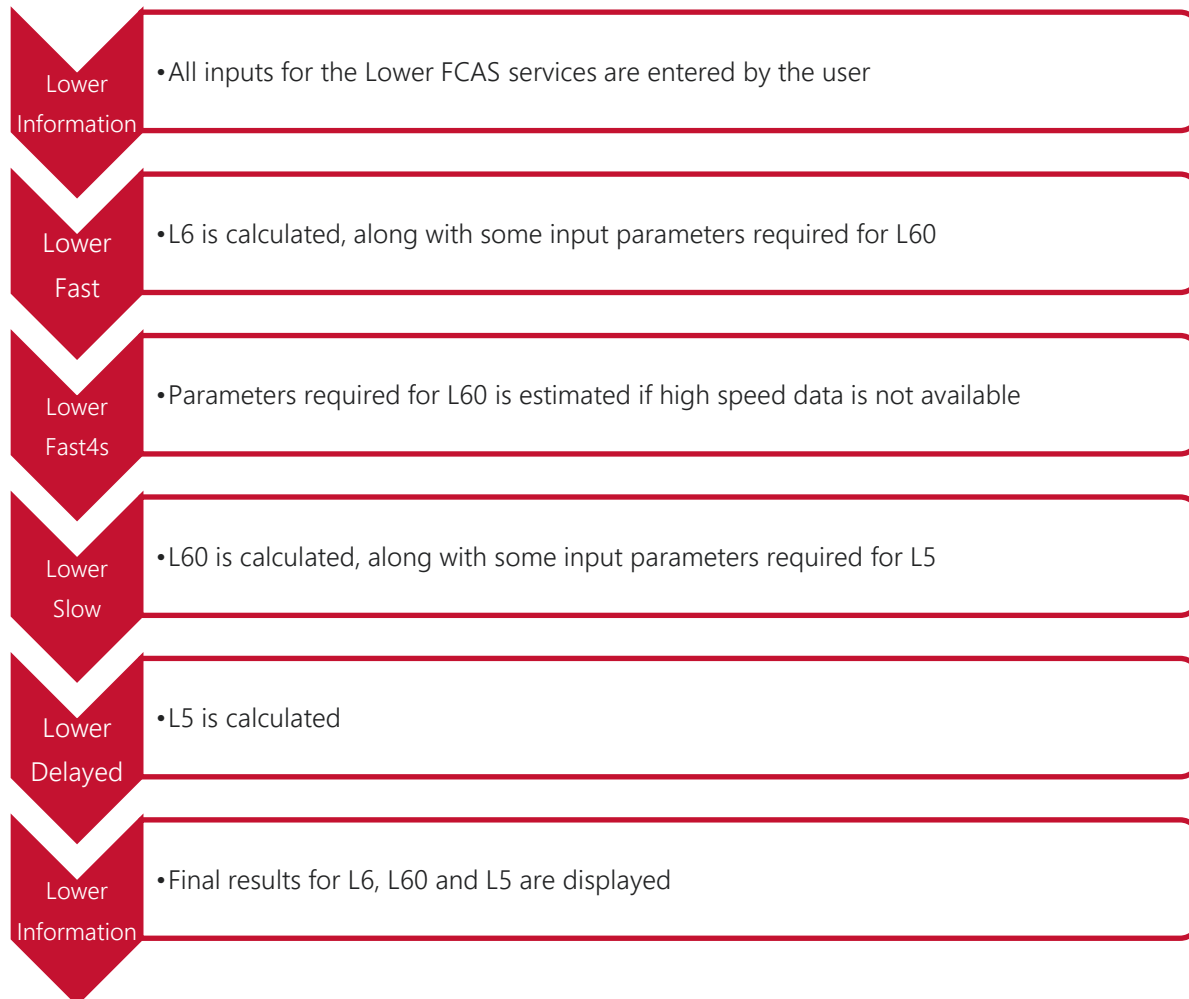 Lower
Information
•All inputs for the Lower FCAS services are entered by the user
Lower
Fast
•L6 is calculated, along with some input parameters required for L60
Lower
Fast4s
•Parameters required for L60 is estimated if high speed data is not available
Lower
Slow
•L60 is calculated, along with some input parameters required for L5
Lower
Delayed
•L5 is calculated
Lower
Information
•Final results for L6, L60 and L5 are displayed